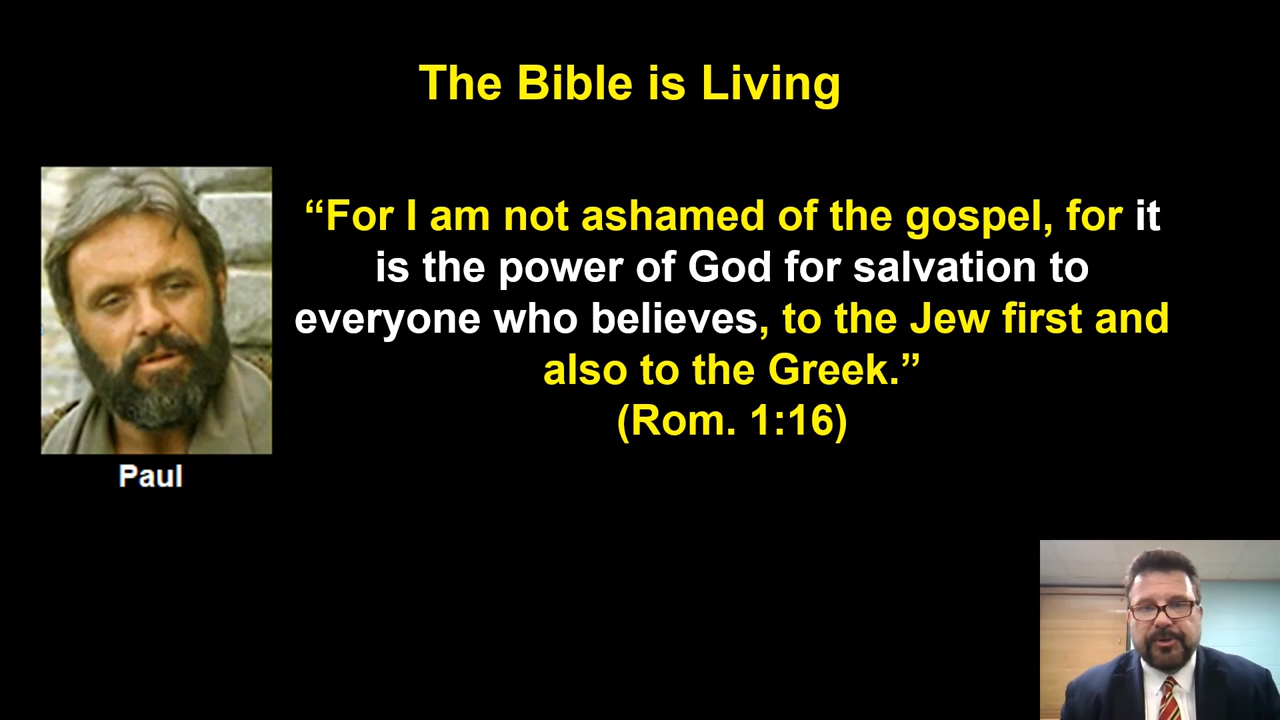 The Bible is Living
“For I am not ashamed of the gospel, for it
is the power of God for salvation to
everyone who believes, to the Jew first and
also to the Greek.”
(Rom. 1:16)
Paul